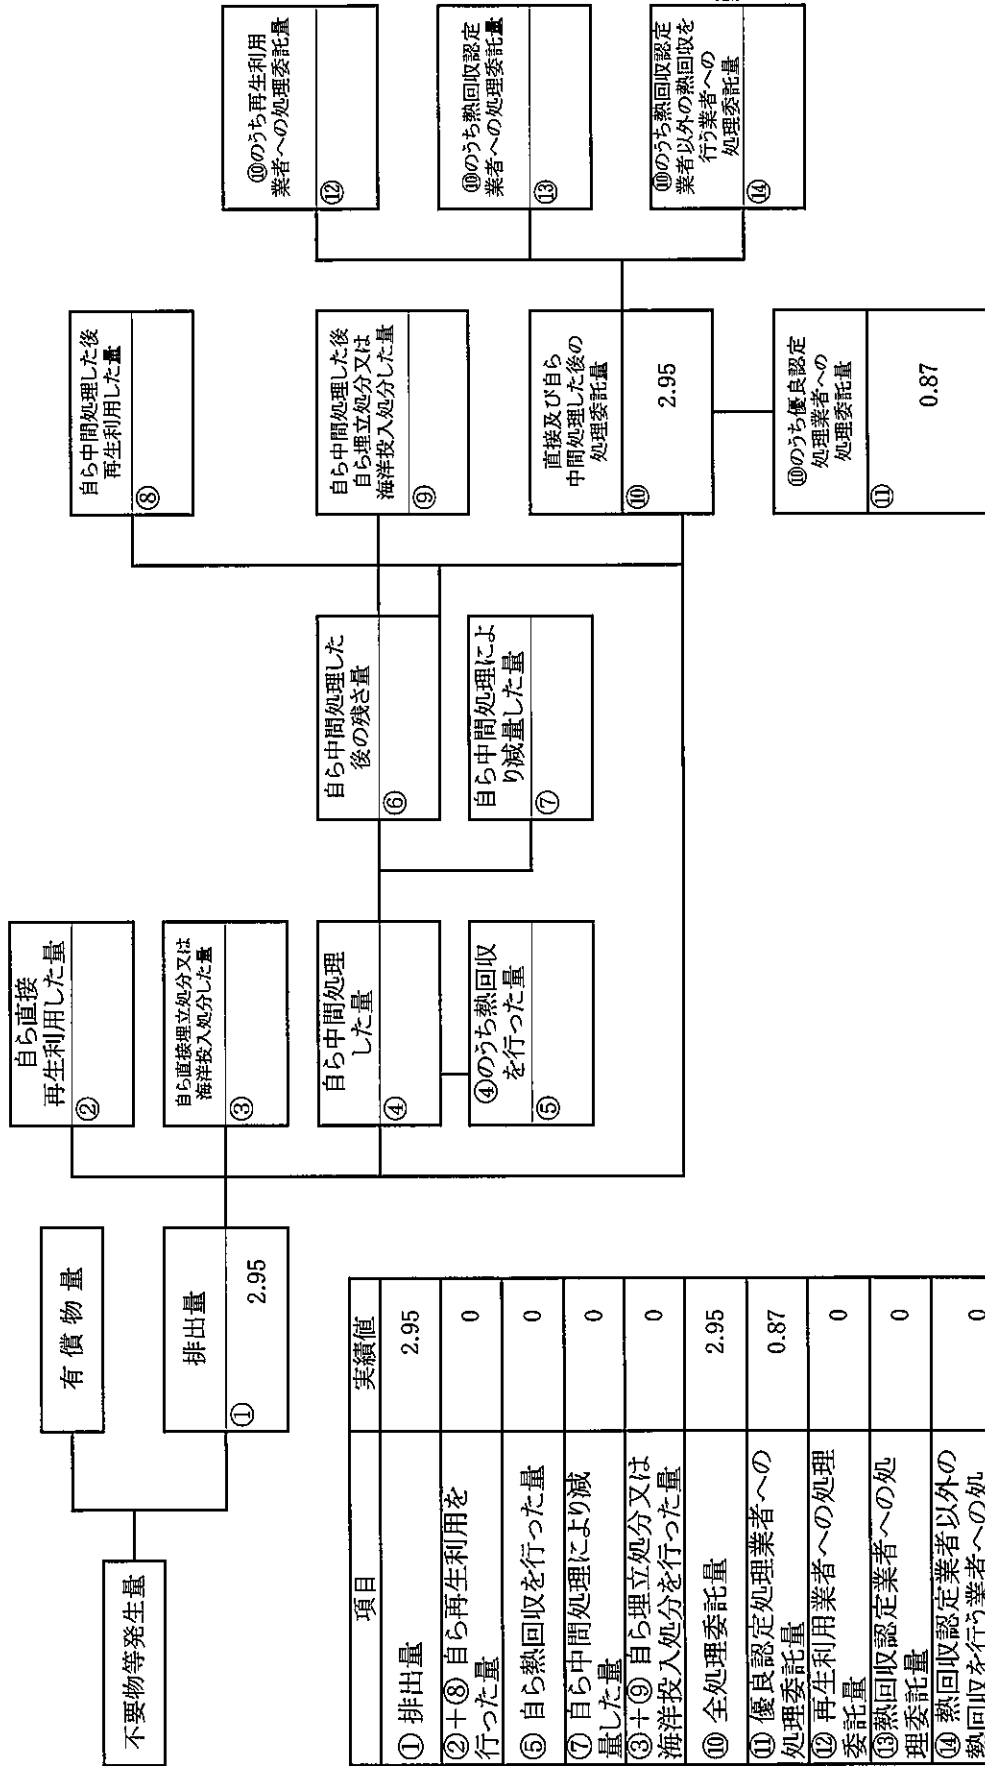 不要物等発生量
有償物量
排出量
①
2.95
自ら直接
再生利用した量
②
自ら直接埋立処分又は
海洋投入処分した量
③
自ら中間処理
した量
④
④のうち熱回収
を行った量
⑤
自ら中間処理した
後の残さ量
⑥
自ら中間処理によ
り減量した量
⑦
自ら中間処理した後
再生利用した量
⑧
自ら中間処理した後
自ら埋立処分又は
海洋投入処分した量
⑨
直接及び自ら
中間処理した後の
処理委託量
⑩
2.95
⑩のうち優良認定
処理業者への
処理委託量
⑪
0.87
⑩のうち再生利用
業者への処理委託量
⑫
⑩のうち熱回収認定
業者への処理委託量
⑬
⑩のうち熱回収認定
業者以外の熱回収を
行う業者への
処理委託量
⑭
項目 実績値
①排出量 2.95
②+⑧ 自ら再生利用を
行った量 0
⑤ 自ら熱回収を行った量 0
⑦ 自ら中間処理により減
量した量 0
③+⑨ 自ら埋立処分又は
海洋投入処分を行った量 0
⑩ 全処理委託量 2.95
⑪ 優良認定処理業者への
処理委託量 0.87
⑫ 再生利用業者への処理
委託量 0
⑬熱回収認定業者への処
理委託量 0
⑭ 熱回収認定業者以外の
熱回収を行う業者への処 0